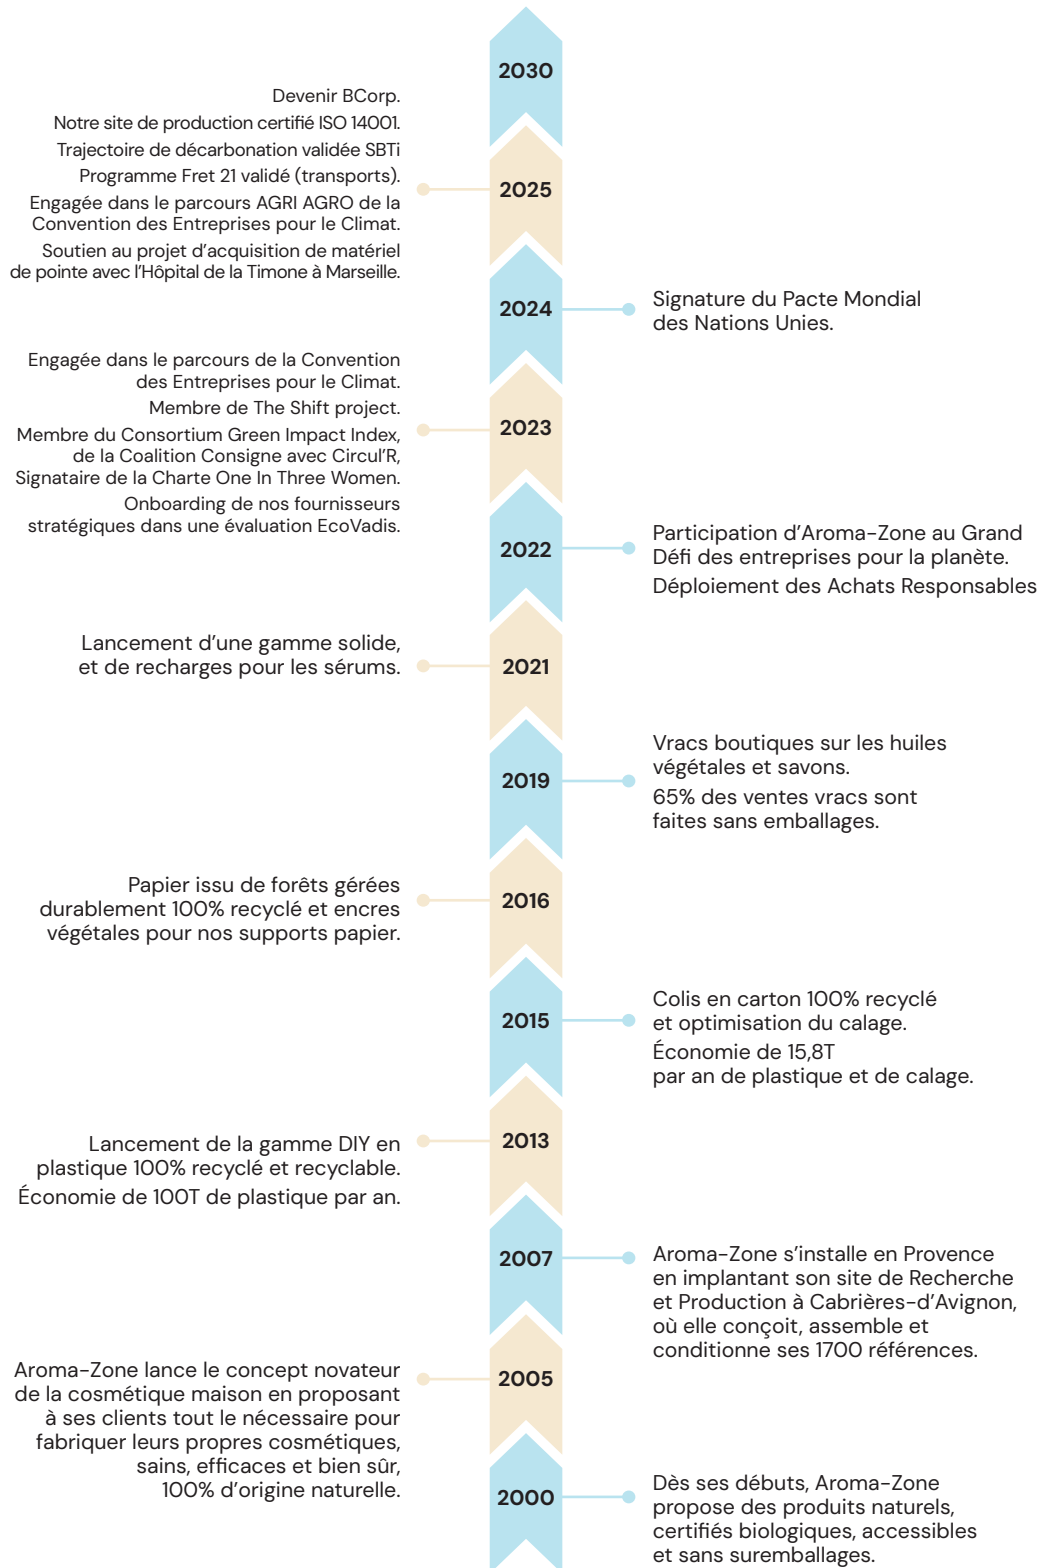 2030
Devenir BCorp.
Notre site de production certifié ISO 14001.
Trajectoire de décarbonation validée SBTi
Programme Fret 21 validé (transports).
Engagée dans le parcours AGRI AGRO de la
Convention des Entreprises pour le Climat.
Soutien au projet d’acquisition de matériel
de pointe avec l’Hôpital de la Timone à Marseille.
2025
2024
Signature du Pacte Mondial
des Nations Unies.
Engagée dans le parcours de la Convention
des Entreprises pour le Climat.
Membre de The Shift project.
Membre du Consortium Green Impact Index,
de la Coalition Consigne avec Circul’R,
Signataire de la Charte One In Three Women.
Onboarding de nos fournisseurs
stratégiques dans une évaluation EcoVadis.
2023
2022
Participation d’Aroma-Zone au Grand
Défi des entreprises pour la planète.
Déploiement des Achats Responsables
Lancement d’une gamme solide,
et de recharges pour les sérums.
2021
2019
Vracs boutiques sur les huiles
végétales et savons.
65% des ventes vracs sont
faites sans emballages.
Papier issu de forêts gérées
durablement 100% recyclé et encres
végétales pour nos supports papier.
2016
2015
Colis en carton 100% recyclé
et optimisation du calage.
Économie de 15,8T
par an de plastique et de calage.
Lancement de la gamme DIY en
plastique 100% recyclé et recyclable.
Économie de 100T de plastique par an.
2013
2007
Aroma-Zone s’installe en Provence
en implantant son site de Recherche
et Production à Cabrières-d’Avignon,
où elle conçoit, assemble et
conditionne ses 1700 références.
Aroma-Zone lance le concept novateur
de la cosmétique maison en proposant
à ses clients tout le nécessaire pour
fabriquer leurs propres cosmétiques,
sains, efficaces et bien sûr,
100% d’origine naturelle.
2005
2000
Dès ses débuts, Aroma-Zone
propose des produits naturels,
certifiés biologiques, accessibles
et sans suremballages.